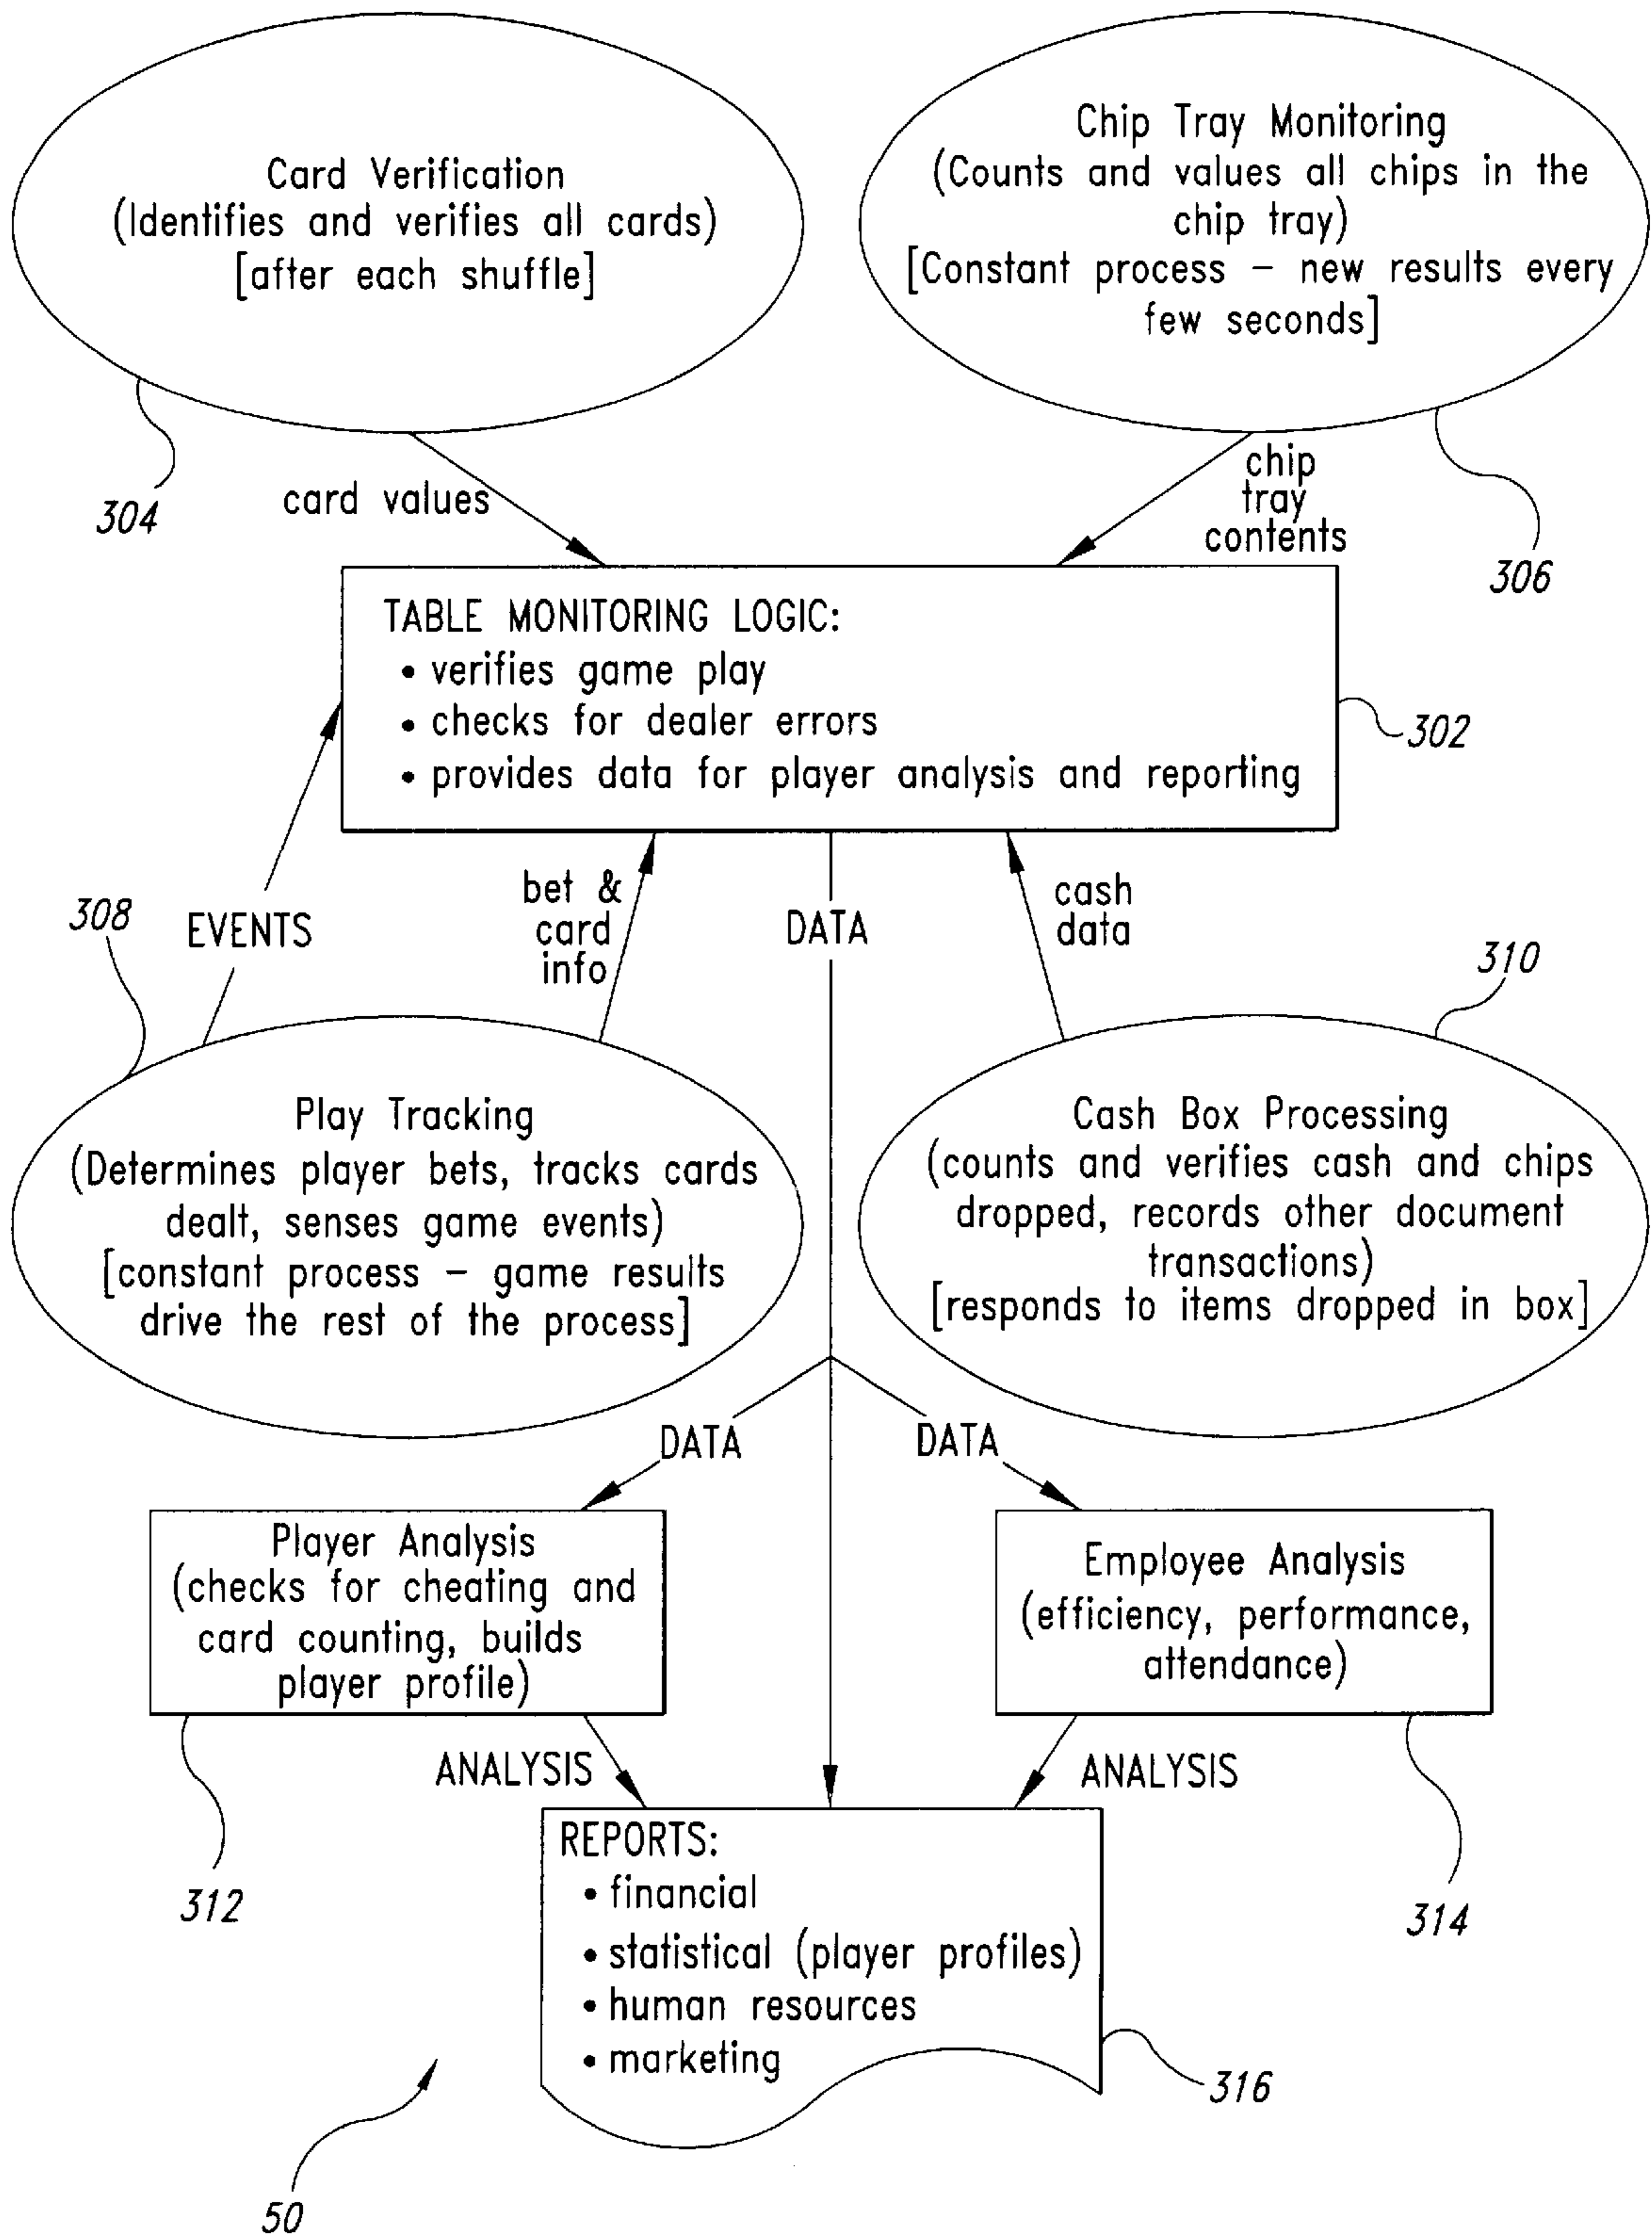 Card Verification
(Identifies and verifies all cards)
[after each shuffle]
Chip Tray Monitoring
(Counts and values all chips in the
chip tray)
[Constant process – new results every
few seconds]
304
card values
chip
tray
contents
306
TABLE MONITORING LOGIC:
• verifies game play
• checks for dealer errors
• provides data for player analysis and reporting
302
308
EVENTS
bet &
card
info
DATA
cash
data
310
Play Tracking
(Determines player bets, tracks cards
dealt, senses game events)
[constant process – game results
drive the rest of the process]
Cash Box Processing
(counts and verifies cash and chips
dropped, records other document
transactions)
[responds to items dropped in box]
DATA
DATA
Player Analysis
(checks for cheating and
card counting, builds
player profile)
Employee Analysis
(efficiency, performance,
attendance)
ANALYSIS
ANALYSIS
312
314
REPORTS:
• financial
• statistical (player profiles)
• human resources
• marketing
316
50